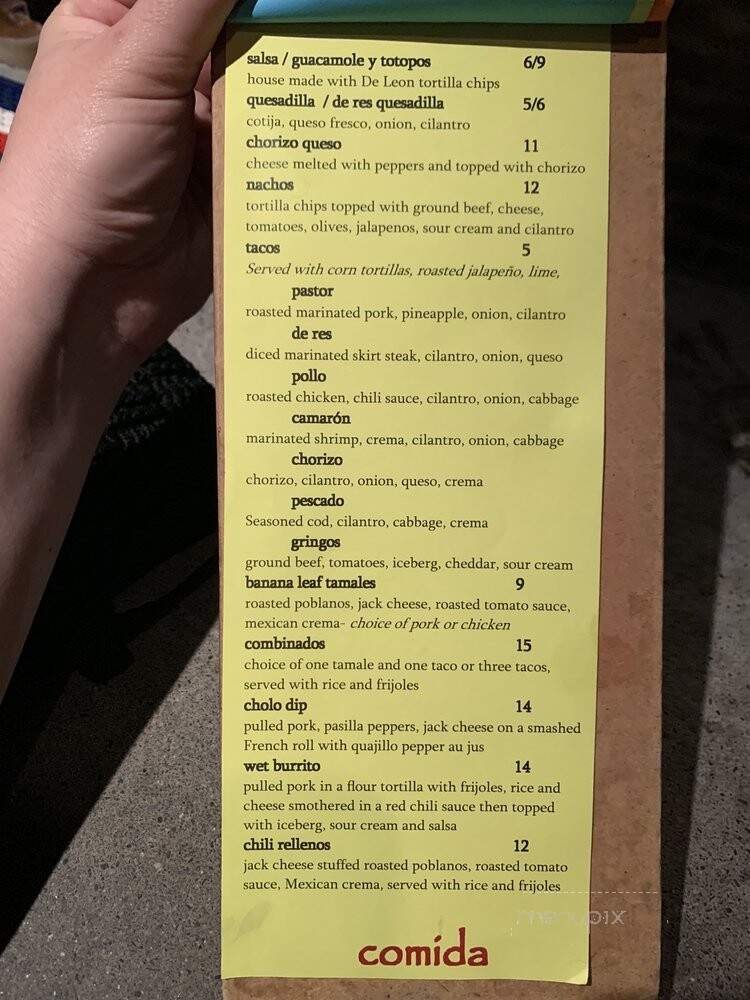 salsa / guacamole y totopos 6/9
house made with De Leon tortilla chips
quesadilla / de res quesadilla 5/6
cotija, queso fresco, onion, cilantro
chorizo queso 11
cheese melted with peppers and topped with chorizo
nachos 12
tortilla chips topped with ground beef, cheese,
tomatoes, olives, jalapenos, sour cream and cilantro
tacos 5
Served with corn tortillas, roasted jalapeño, lime,
pastor
roasted marinated pork, pineapple, onion, cilantro
de res
diced marinated skirt steak, cilantro, onion, queso
pollo
roasted chicken, chili sauce, cilantro, onion, cabbage
camarón
marinated shrimp, crema, cilantro, onion, cabbage
chorizo
chorizo, cilantro, onion, queso, crema
pescado
Seasoned cod, cilantro, cabbage, crema
gringos
ground beef, tomatoes, iceberg, cheddar, sour cream
banana leaf tamales 9
roasted poblanos, jack cheese, roasted tomato sauce,
mexican crema- choice of pork or chicken
combinados 15
choice of one tamale and one taco or three tacos,
served with rice and frijoles
cholo dip 14
pulled pork, pasilla peppers, jack cheese on a smashed
French roll with quajillo pepper au jus
wet burrito 14
pulled pork in a flour tortilla with frijoles, rice and
cheese smothered in a red chili sauce then topped
with iceberg, sour cream and salsa
chili rellenos 12
jack cheese stuffed roasted poblanos, roasted tomato
sauce, Mexican crema, served with rice and frijoles
menupix
comida